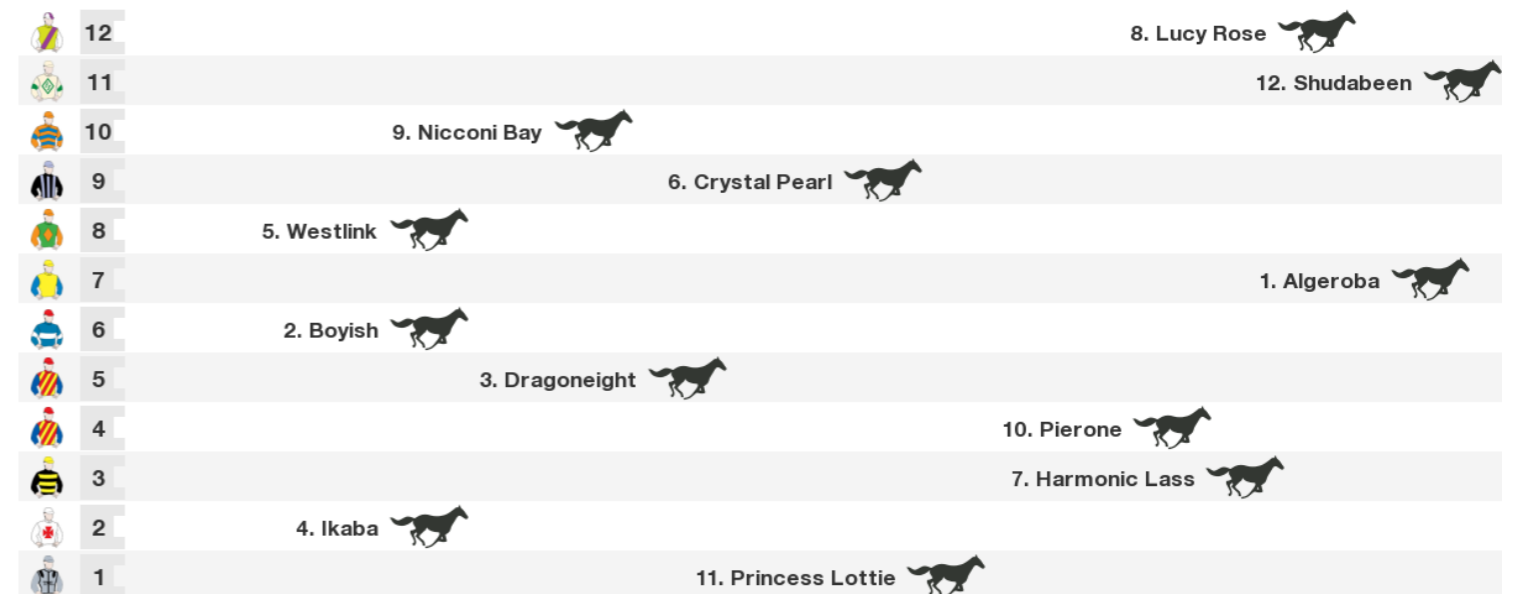 12 8. Lucy Rose
11 12. Shudabeen
10 9. Nicconi Bay
9 6. Crystal Pearl
8 5. Westlink
7 1. Algeroba
6 2. Boyish
5 3. Dragoneight
4 10. Pierone
3 7. Harmonic Lass
2 4. Ikaba
1 11. Princess Lottie